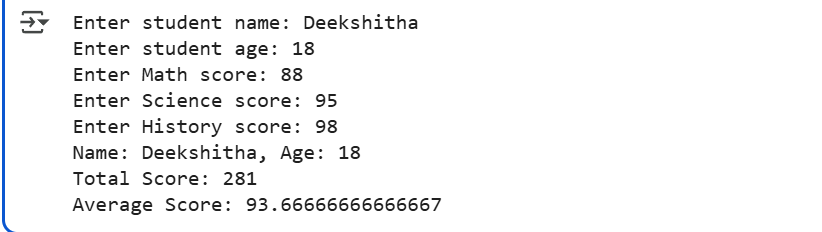 Enter student name: Deekshitha
Enter student age: 18
Enter Math score: 88
Enter Science score: 95
Enter History score: 98
Name: Deekshitha, Age: 18
Total Score: 281
Average Score: 93.66666666666667